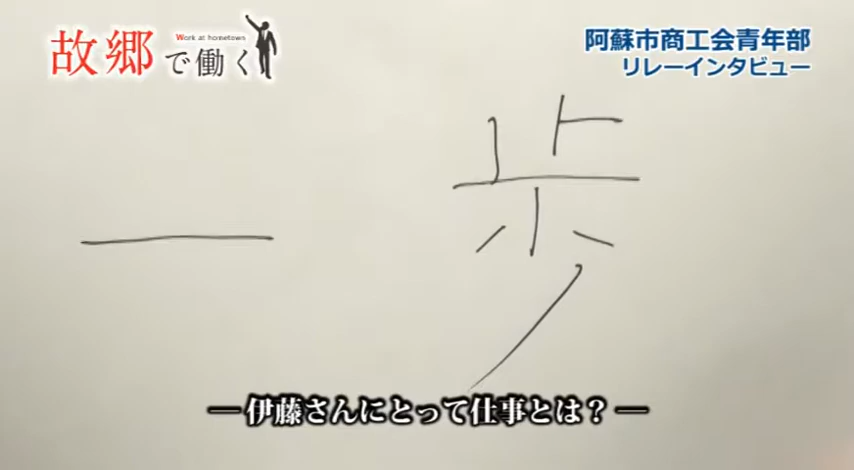 Work at hometown
故郷で働く
阿蘇市商工会青年部
リレーインタビュー
一歩
― 伊藤さんにとって仕事とは？ ―